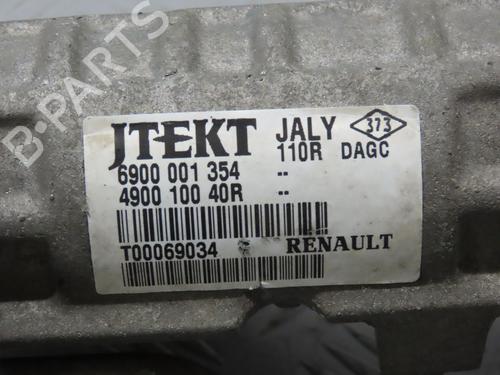 B-PARTS
JTEKT JALY 373
110R DAGC
6900 001 354 --
4900 100 40R --
T00069034 RENAULT